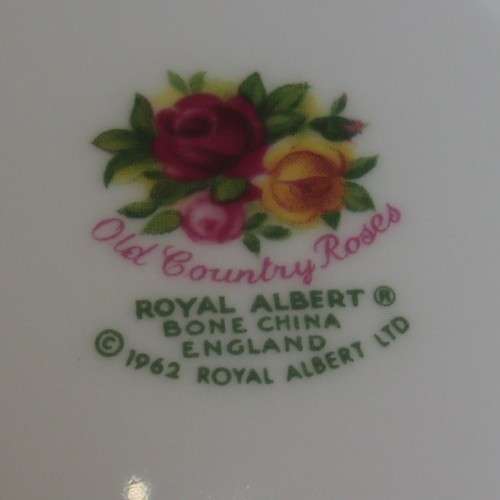 Old Country Roses
ROYAL ALBERT ®
BONE CHINA
ENGLAND
© 1962 ROYAL ALBERT LTD